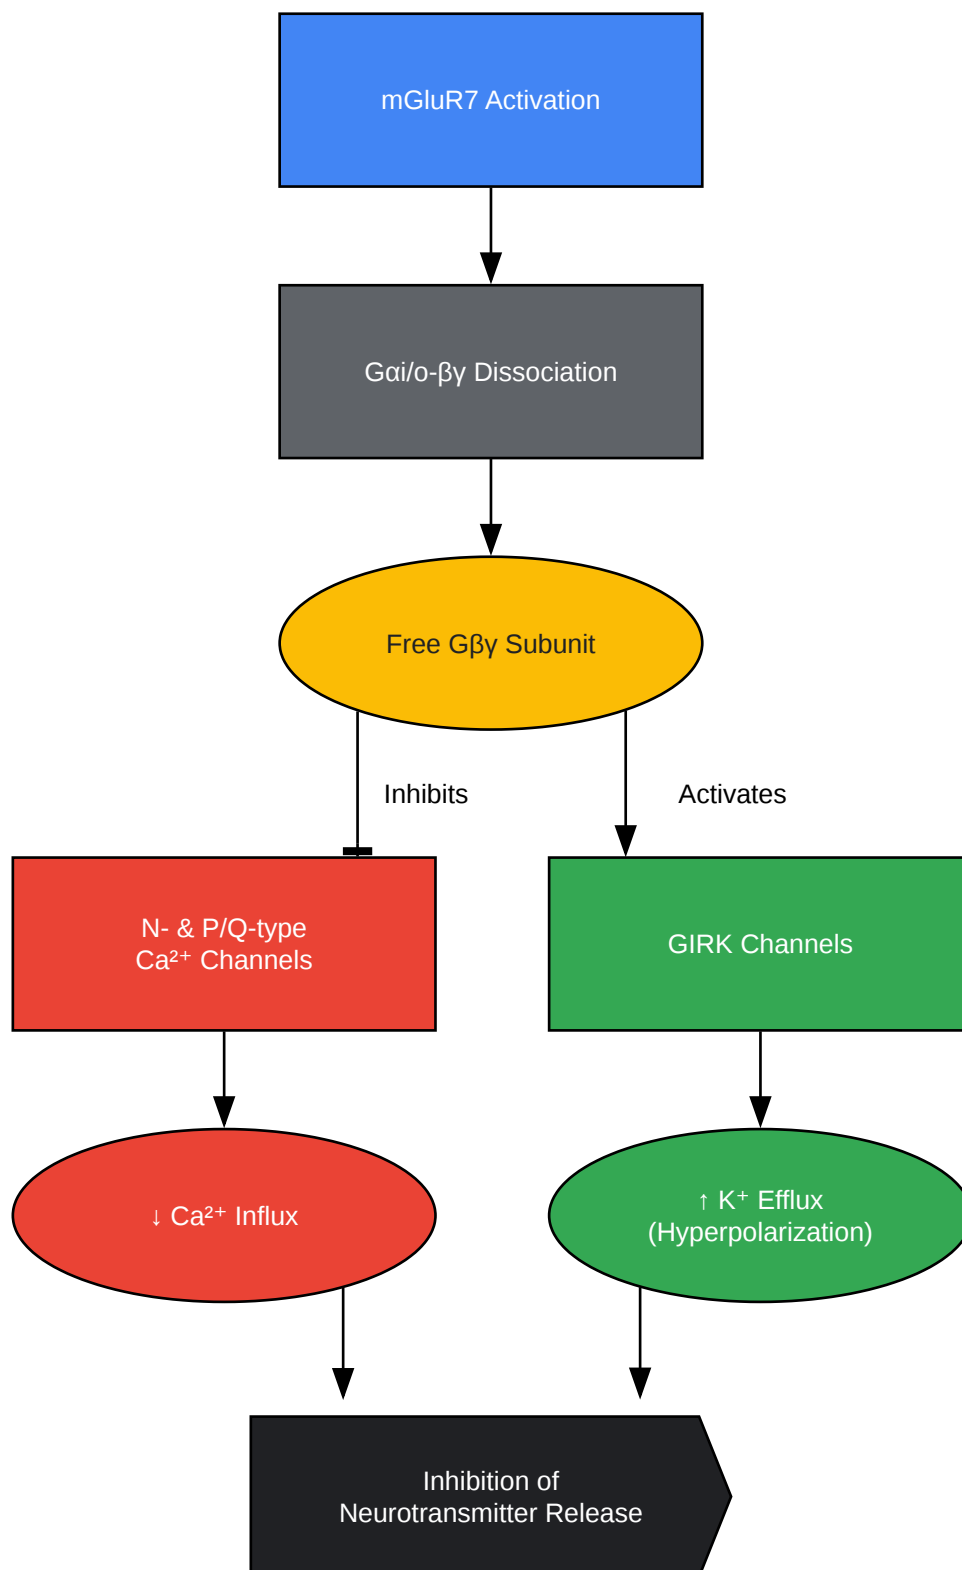 mGluR7 Activation
Gαi/o-βγ Dissociation
Free Gβγ Subunit
Inhibits
Activates
N- & P/Q-type
Ca²⁺ Channels
GIRK Channels
↓ Ca²⁺ Influx
↑ K⁺ Efflux
(Hyperpolarization)
Inhibition of
Neurotransmitter Release